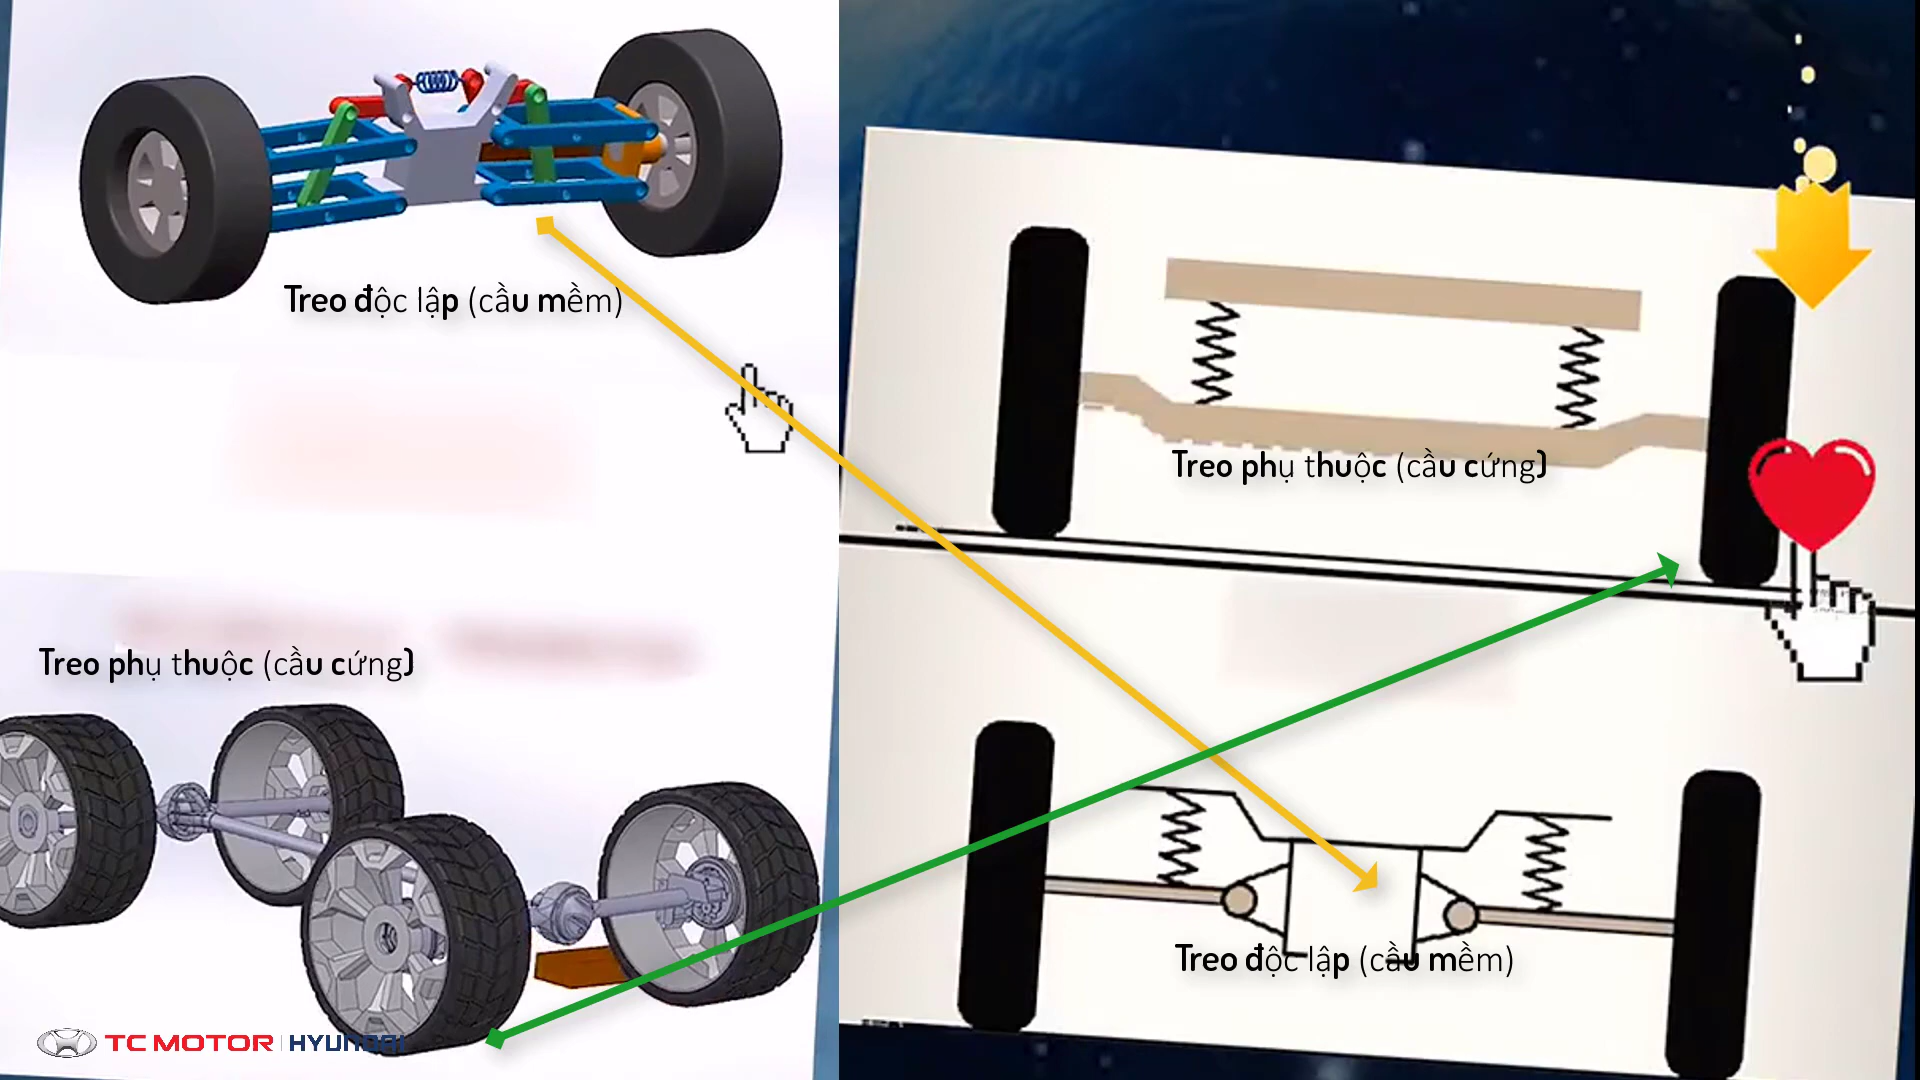 Treo độc lập (cầu mềm)
Treo phụ thuộc (cầu cứng)
TC MOTOR | HYUNDAI
Treo phụ thuộc (cầu cứng)
Treo độc lập (cầu mềm)